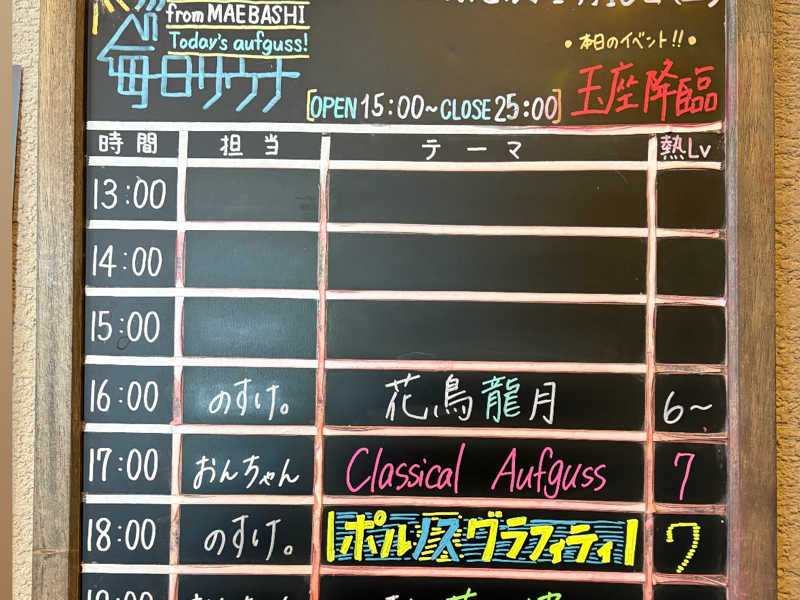 from MAEBASHI
Today's aufguss!
毎日サウナ
・本日のイベント!!・
玉座降臨
[OPEN 15:00~CLOSE 25:00]
時間 担当 テーマ 熱Lv
13:00
14:00
15:00
16:00 のすけ。 花鳥龍月 6~
17:00 おんちゃん Classical Aufguss 7
18:00 のすけ。 ポルノスグラフィティ 7